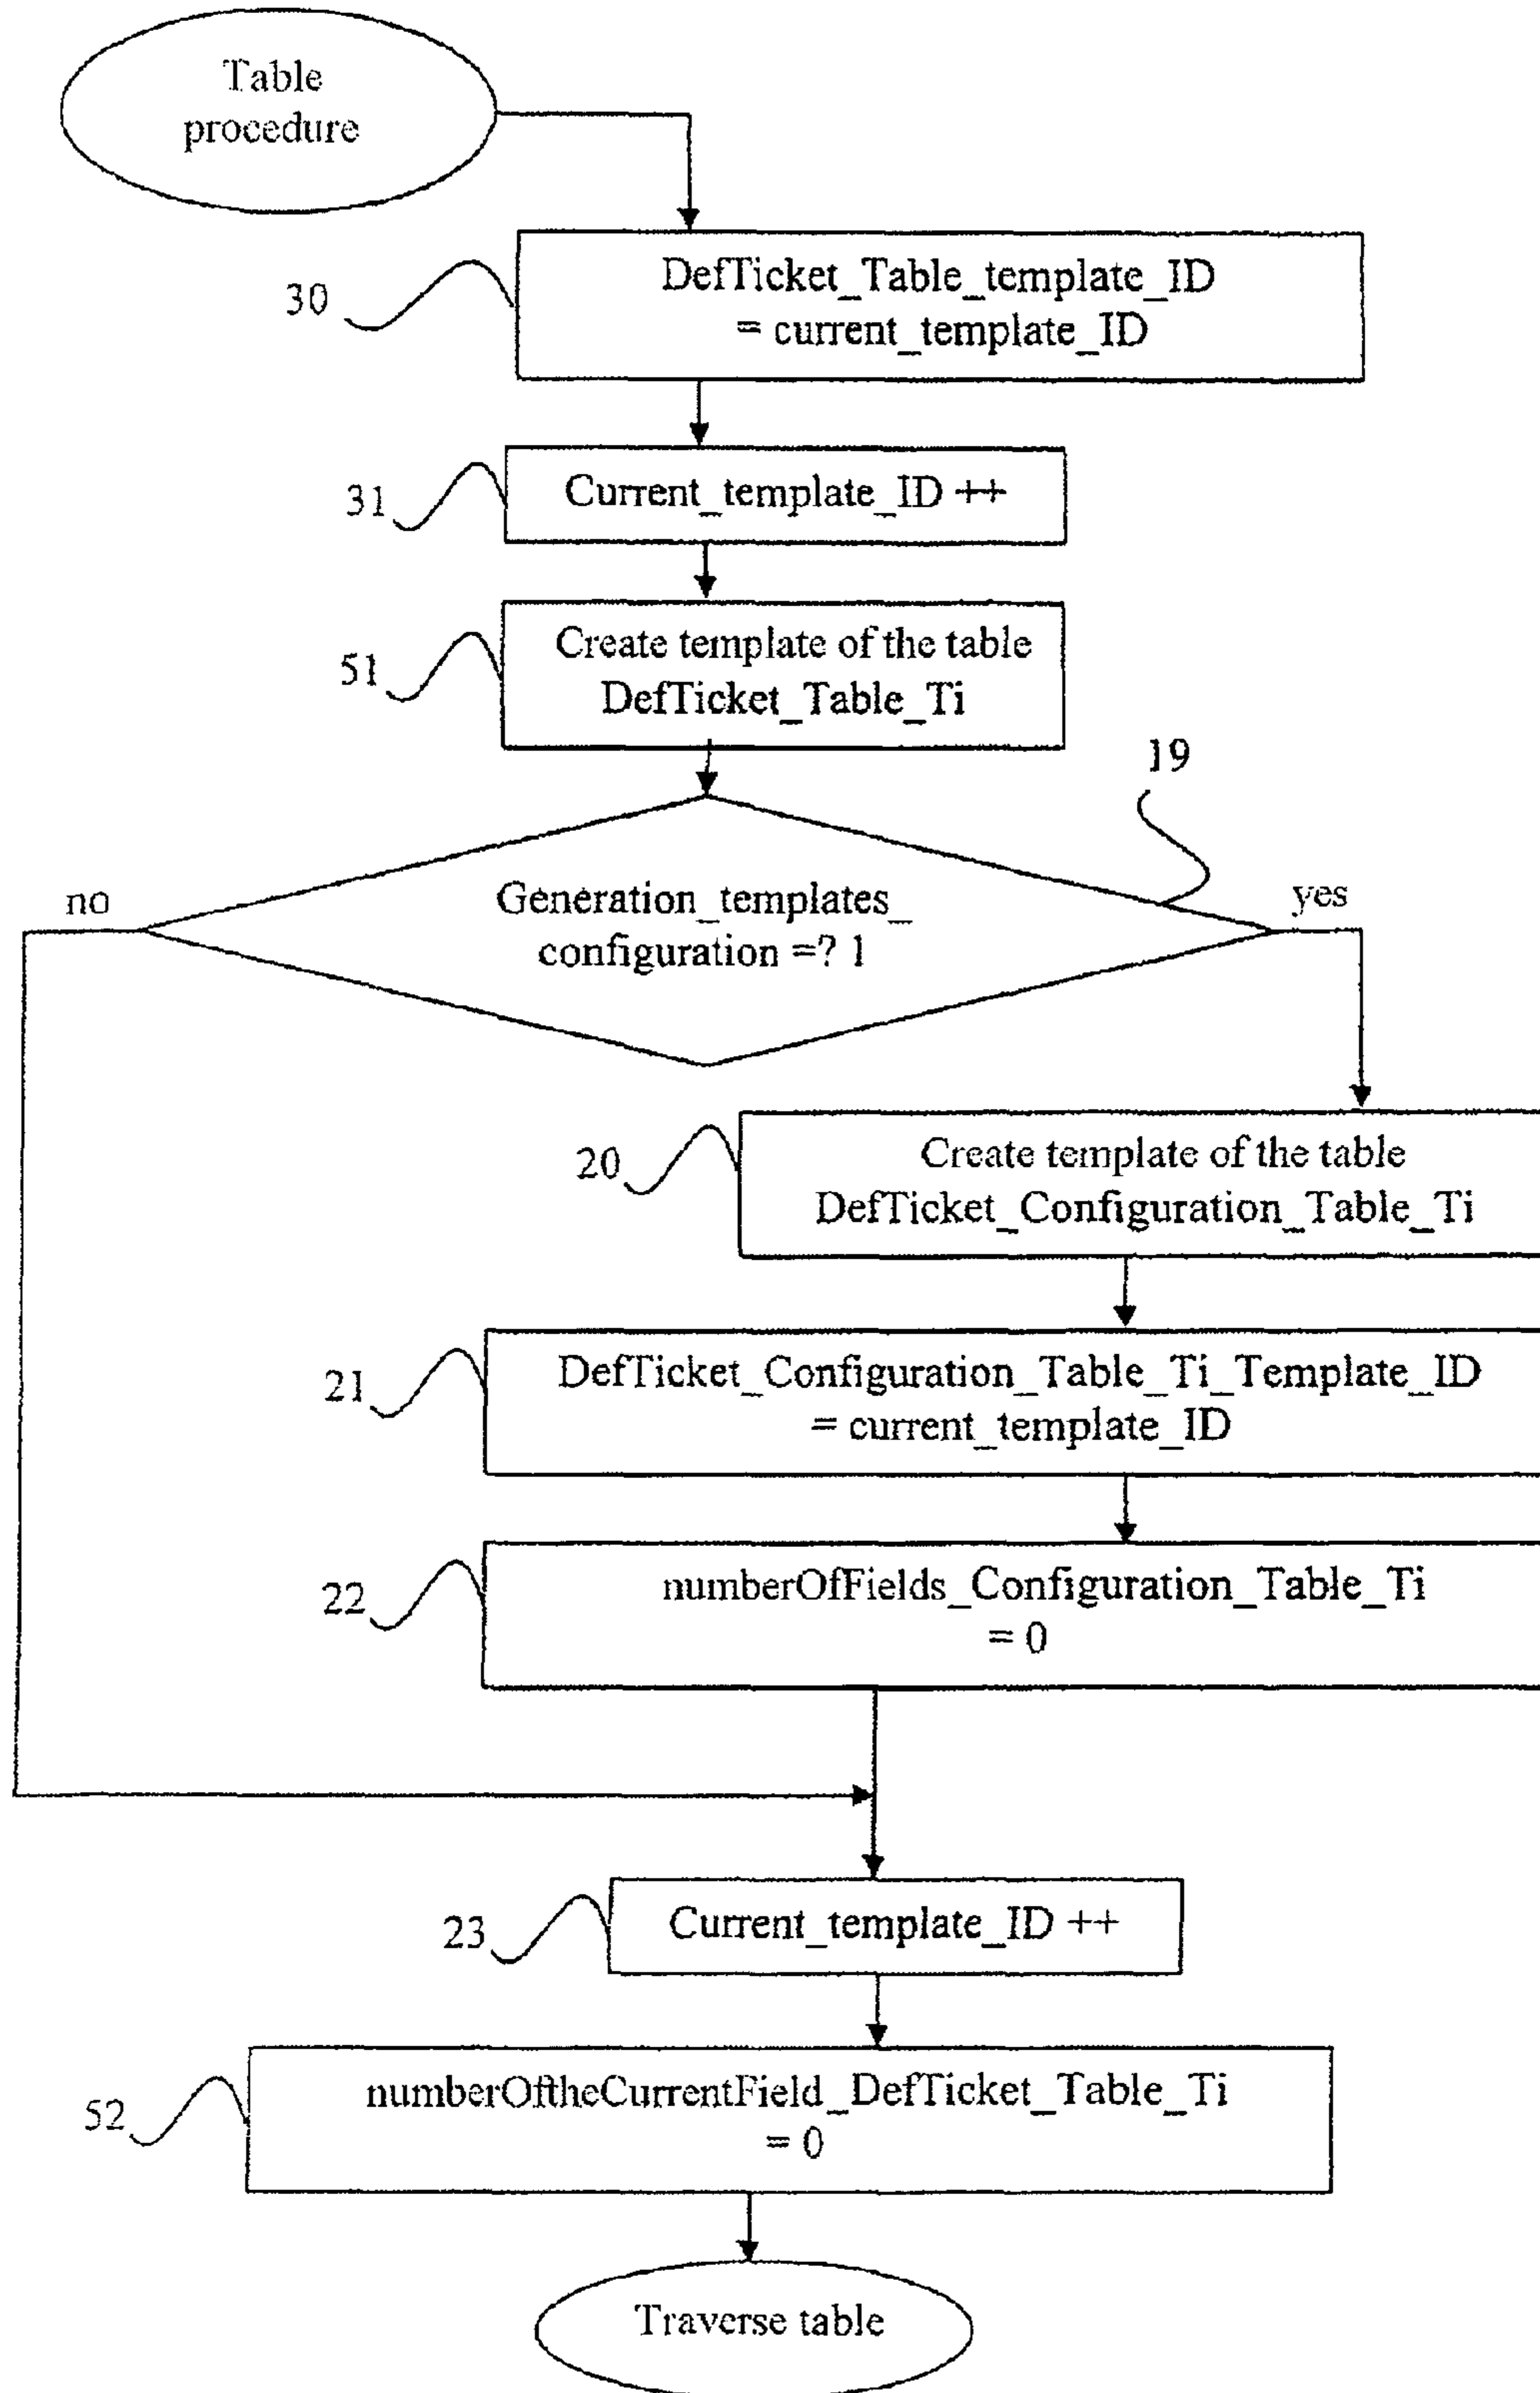 Table
procedure
30
DefTicket_Table_template_ID
= current_template_ID
31
Current_template_ID ++
51
Create template of the table
DefTicket_Table_Ti
19
no
Generation_templates_
configuration =? 1
yes
20
Create template of the table
DefTicket_Configuration_Table_Ti
21
DefTicket_Configuration_Table_Ti_Template_ID
= current_template_ID
22
numberOfFields_Configuration_Table_Ti
= 0
23
Current_template_ID ++
52
numberOftheCurrentField_DefTicket_Table_Ti
= 0
Traverse table